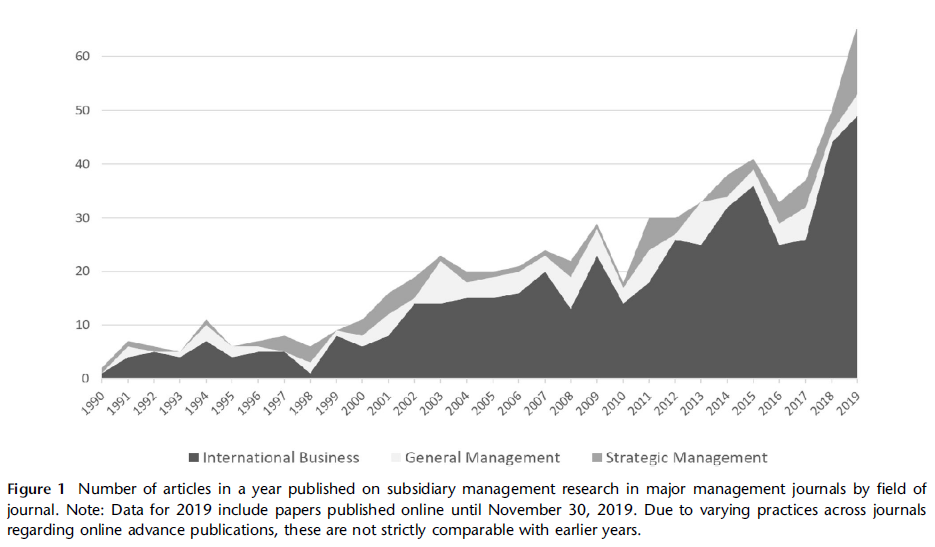 60
50
40
30
20
10
0
1990 1991 1992 1993 1994 1995 1996 1997 1998 1999 2000 2001 2002 2003 2004 2005 2006 2007 2008 2009 2010 2011 2012 2013 2014 2015 2016 2017 2018 2019
International Business General Management Strategic Management
Figure 1 Number of articles in a year published on subsidiary management research in major management journals by field of
journal. Note: Data for 2019 include papers published online until November 30, 2019. Due to varying practices across journals
regarding online advance publications, these are not strictly comparable with earlier years.